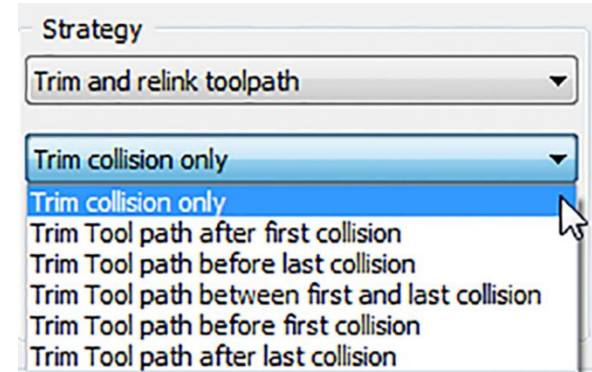 Strategy
Trim and relink toolpath
Trim collision only
Trim collision only
Trim Tool path after first collision
Trim Tool path before last collision
Trim Tool path between first and last collision
Trim Tool path before first collision
Trim Tool path after last collision